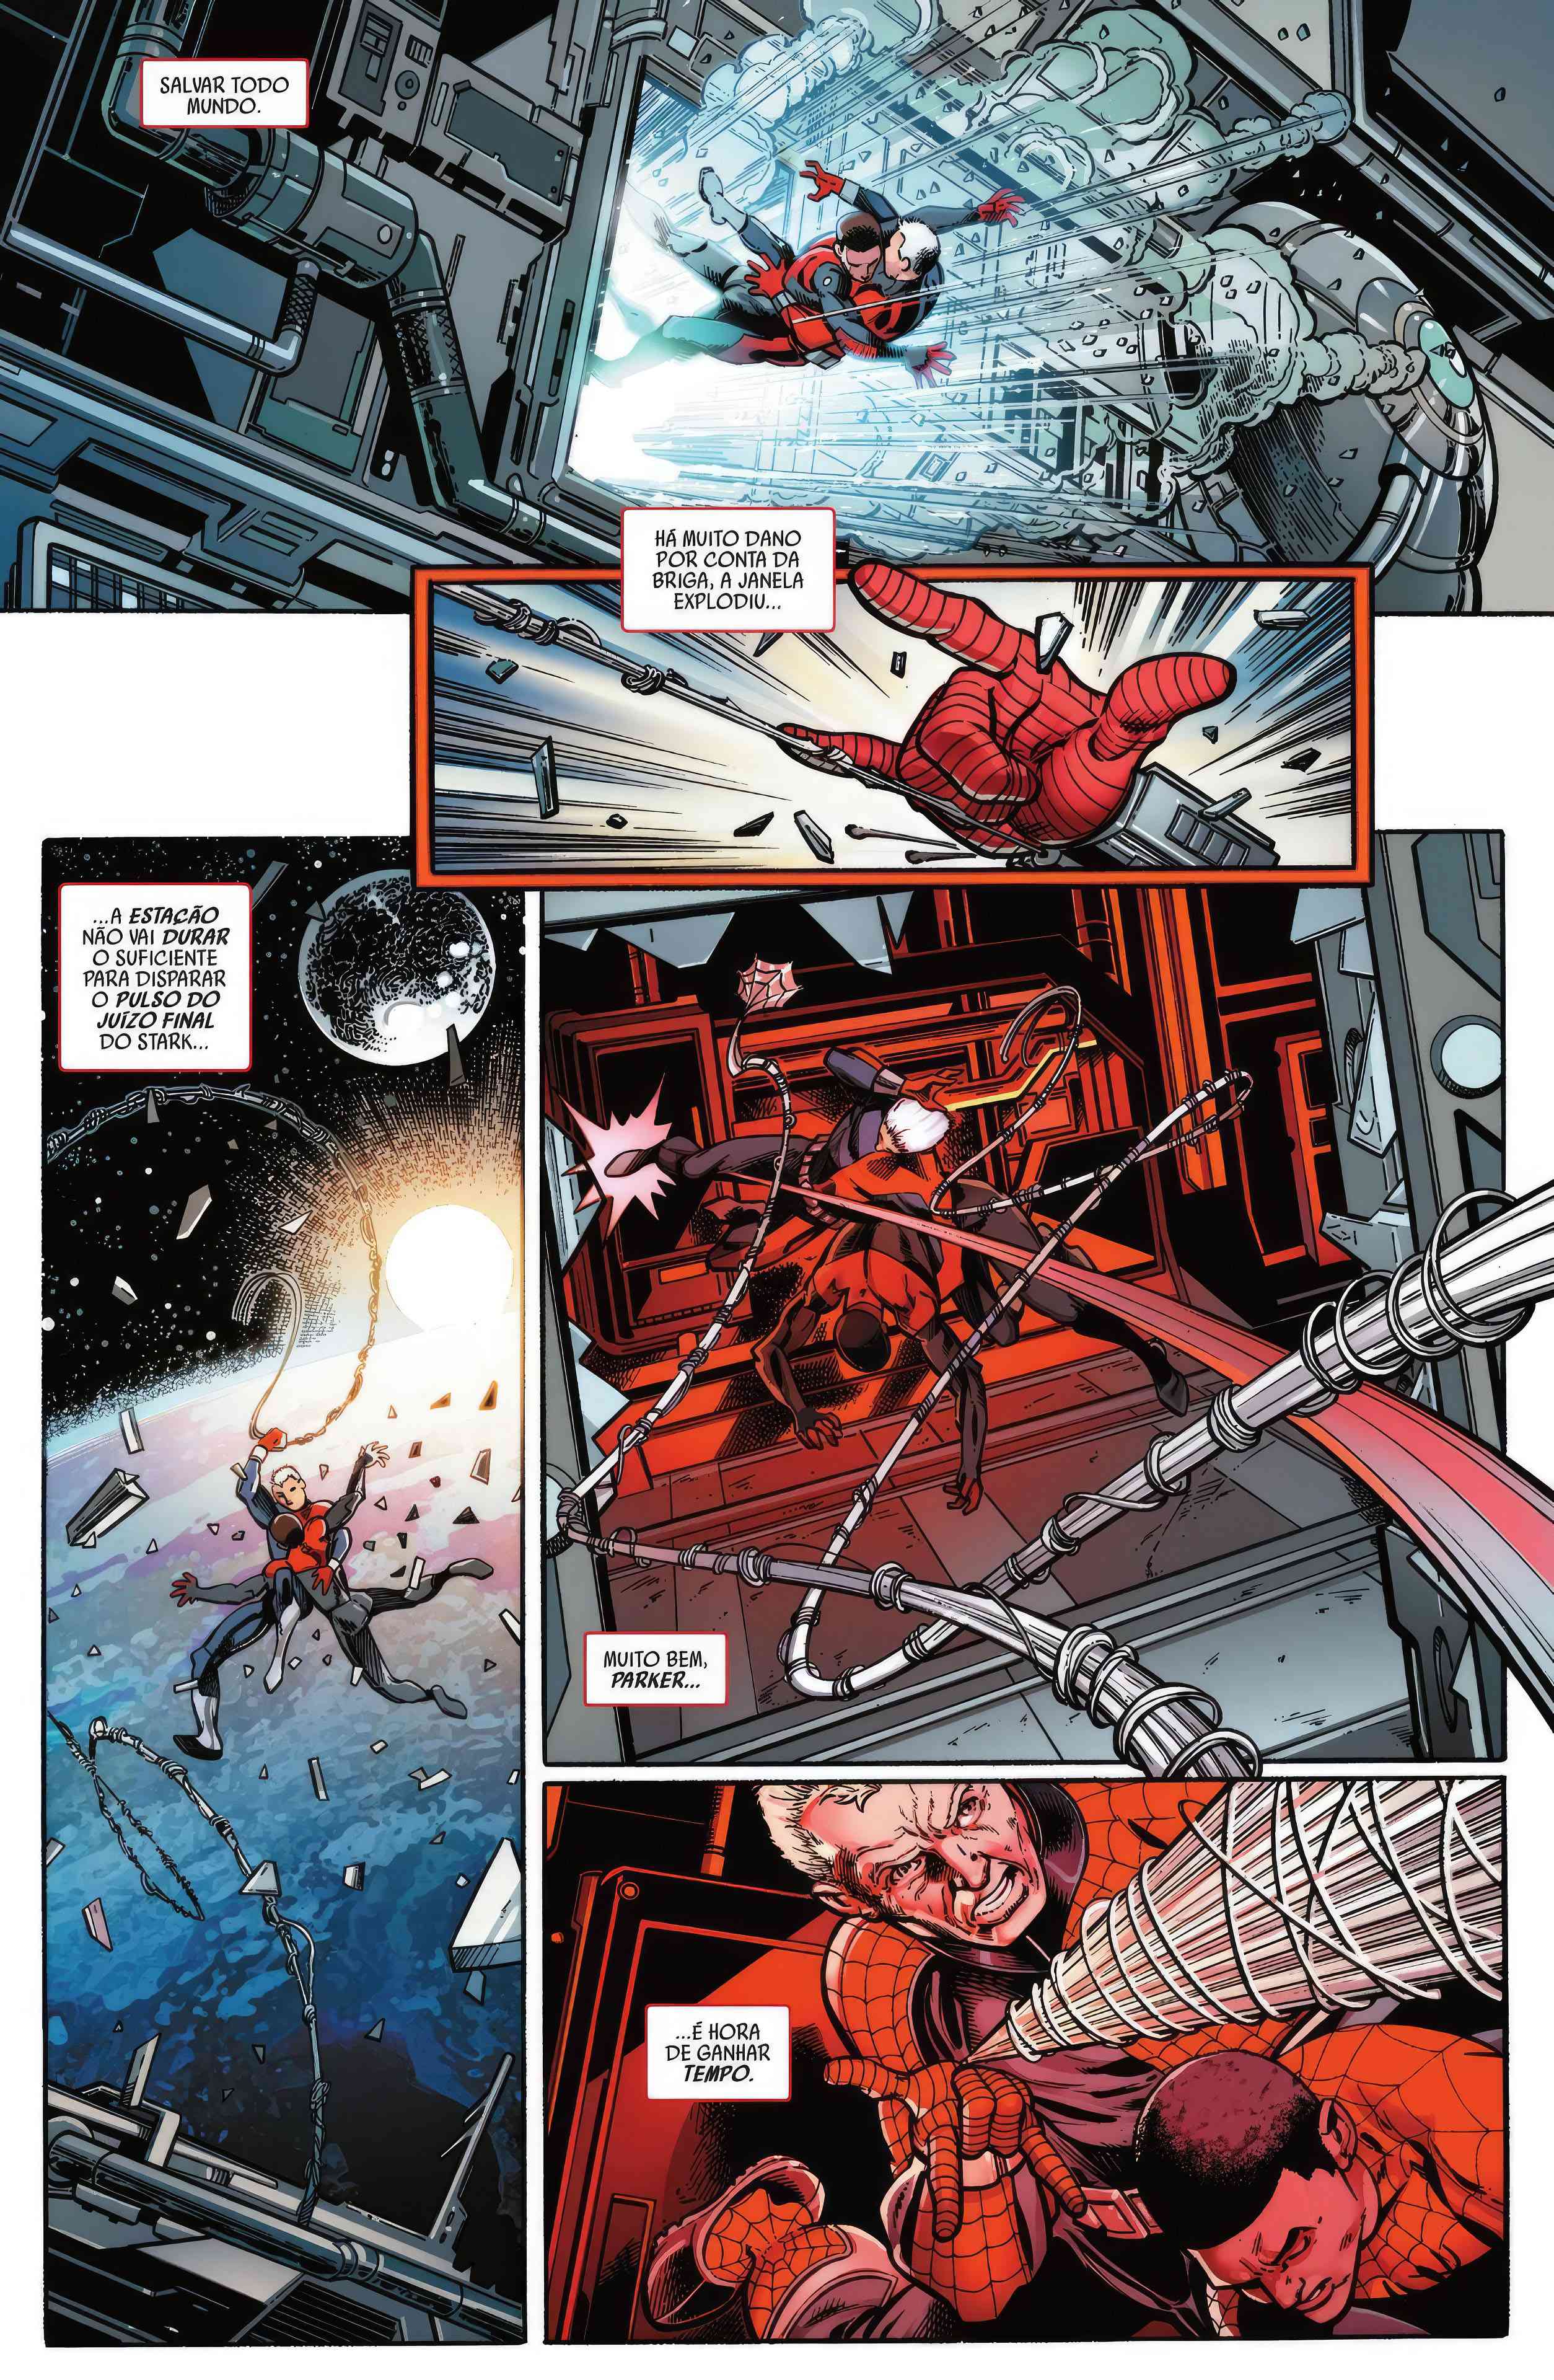 SALVAR TODO
MUNDO.
HÁ MUITO DANO
POR CONTA DA
BRIGA, A JANELA
EXPLODIU...
...A ESTAÇÃO
NÃO VAI DURAR
O SUFICIENTE
PARA DISPARAR
O PULSO DO
JUÍZO FINAL
DO STARK...
MUITO BEM,
PARKER...
...É HORA
DE GANHAR
TEMPO.